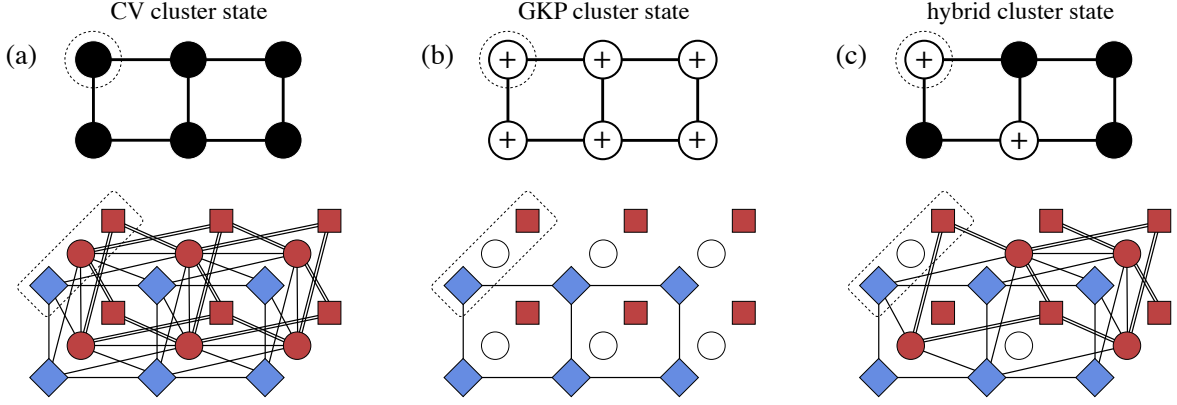 CV cluster state
GKP cluster state
hybrid cluster state
(a)
(b)
+ + +
+ + +
(c)
+
+